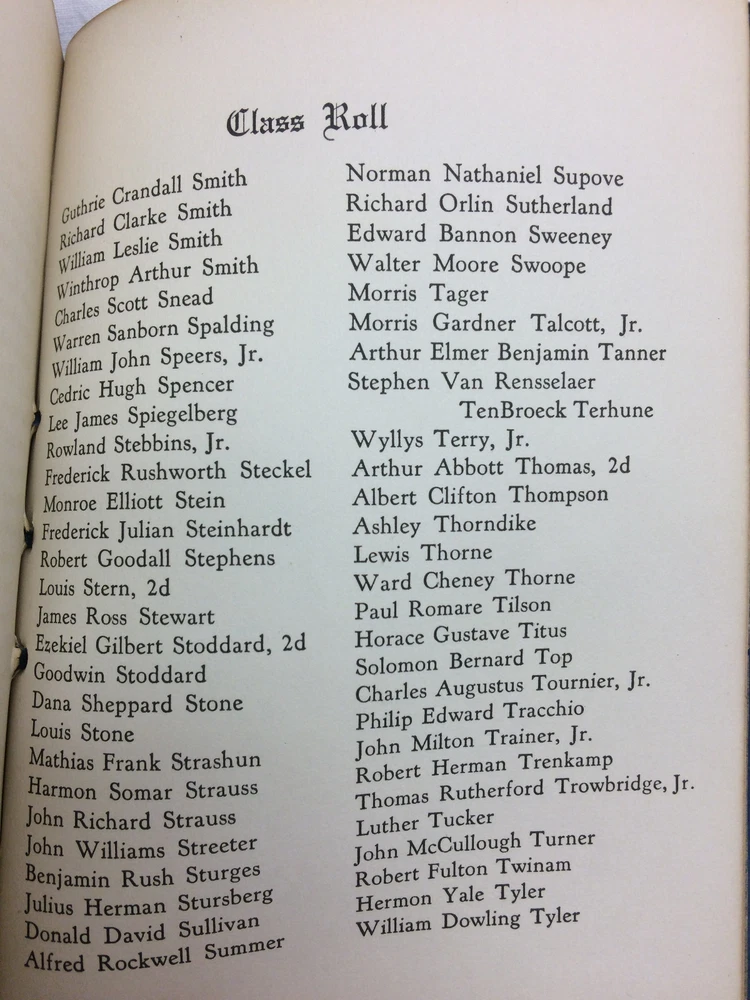 Class Roll
Guthrie Crandall Smith
Richard Clarke Smith
William Leslie Smith
Winthrop Arthur Smith
Charles Scott Snead
Warren Sanborn Spalding
William John Speers, Jr.
Cedric Hugh Spencer
Lee James Spiegelberg
Rowland Stebbins, Jr.
Frederick Rushworth Steckel
Monroe Elliott Stein
Frederick Julian Steinhardt
Robert Goodall Stephens
Louis Stern, 2d
James Ross Stewart
Ezekiel Gilbert Stoddard, 2d
Goodwin Stoddard
Dana Sheppard Stone
Louis Stone
Mathias Frank Strashun
Harmon Somar Strauss
John Richard Strauss
John Williams Streeter
Benjamin Rush Sturges
Julius Herman Stursberg
Donald David Sullivan
Alfred Rockwell Summer
Norman Nathaniel Supove
Richard Orlin Sutherland
Edward Bannon Sweeney
Walter Moore Swoope
Morris Tager
Morris Gardner Talcott, Jr.
Arthur Elmer Benjamin Tanner
Stephen Van Rensselaer
TenBroeck Terhune
Wyllys Terry, Jr.
Arthur Abbott Thomas, 2d
Albert Clifton Thompson
Ashley Thorndike
Lewis Thorne
Ward Cheney Thorne
Paul Romare Tilson
Horace Gustave Titus
Solomon Bernard Top
Charles Augustus Tournier, Jr.
Philip Edward Tracchio
John Milton Trainer, Jr.
Robert Herman Trenkamp
Thomas Rutherford Trowbridge, Jr.
Luther Tucker
John McCullough Turner
Robert Fulton Twinam
Hermon Yale Tyler
William Dowling Tyler